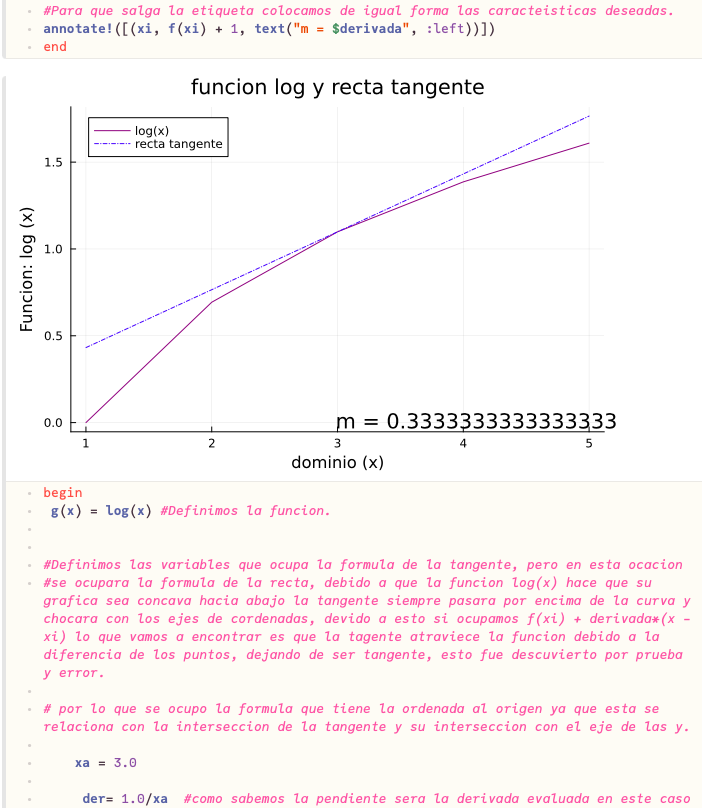 #Para que salga la etiqueta colocamos de igual forma las caracteisticas deseadas.
annotate!([(xi, f(xi) + 1, text("m = $derivada", :left))])
end
funcion log y recta tangente
log(x)
recta tangente
Funcion: log (x)
1.5
1.0
0.5
0.0
m = 0.3333333333333333
1 2 3 4 5
dominio (x)
begin
g(x) = log(x) #Definimos la funcion.
#Definimos las variables que ocupa la formula de la tangente, pero en esta ocacion
#se ocupara la formula de la recta, debido a que la funcion log(x) hace que su
grafica sea concava hacia abajo la tangente siempre pasara por encima de la curva y
chocara con los ejes de cordenadas, devido a esto si ocupamos f(xi) + derivada*(x -
xi) lo que vamos a encontrar es que la tagente atraviece la funcion debido a la
diferencia de los puntos, dejando de ser tangente, esto fue descuvierto por prueba
y error.
# por lo que se ocupo la formula que tiene la ordenada al origen ya que esta se
relaciona con la interseccion de la tangente y su interseccion con el eje de las y.
xa = 3.0
der= 1.0/xa #como sabemos la pendiente sera la derivada evaluada en este caso